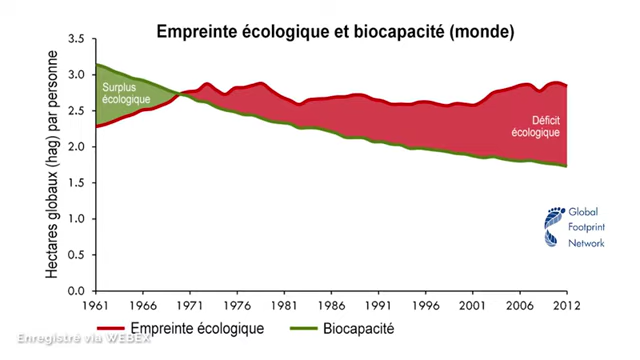 Empreinte écologique et biocapacité (monde)
Hectares globaux (hag) par personne
3.5
3.0
2.5
2.0
1.5
1.0
0.5
0.0
Surplus
écologique
Déficit
écologique
Global
Footprint
Network
1961 1966 1971 1976 1981 1986 1991 1996 2001 2006 2012
Empreinte écologique Biocapacité
Enregistré via WEBEX